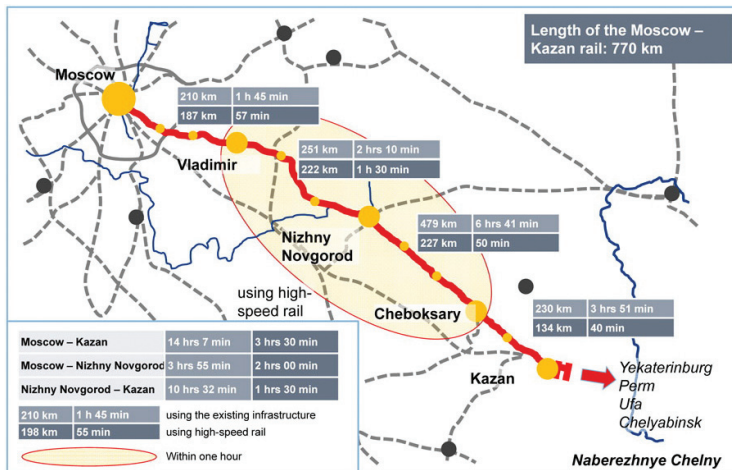 Length of the Moscow –
Kazan rail: 770 km
Moscow
210 km 1 h 45 min
187 km 57 min
Vladimir
251 km 2 hrs 10 min
222 km 1 h 30 min
Nizhny
Novgorod
479 km 6 hrs 41 min
227 km 50 min
using high-
speed rail
Cheboksary
230 km 3 hrs 51 min
134 km 40 min
Kazan
Yekaterinburg
Perm
Ufa
Chelyabinsk
Naberezhnye Chelny
Moscow – Kazan 14 hrs 7 min 3 hrs 30 min
Moscow – Nizhny Novgorod 3 hrs 55 min 2 hrs 00 min
Nizhny Novgorod – Kazan 10 hrs 32 min 1 hrs 30 min
210 km 1 h 45 min using the existing infrastructure
198 km 55 min using high-speed rail
Within one hour